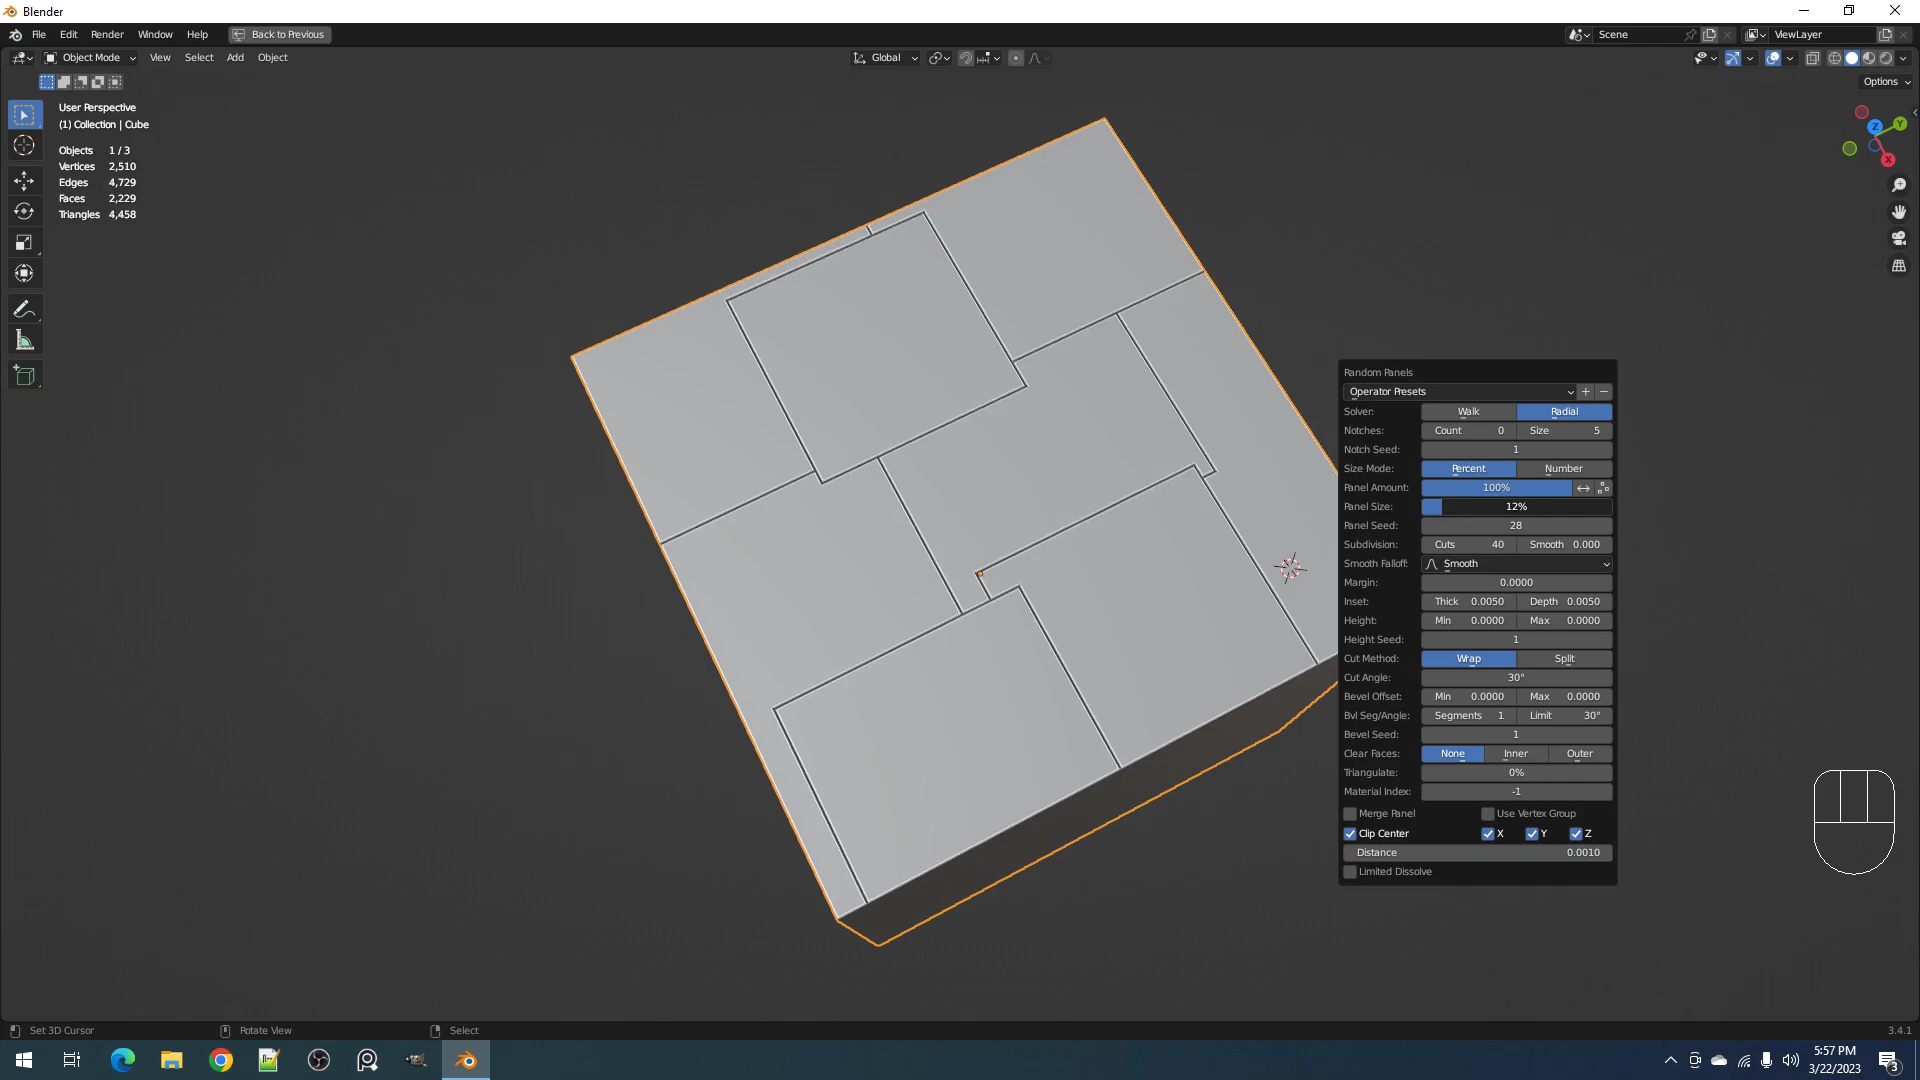 Blender
File Edit Render Window Help Back to Previous Scene ViewLayer
Object Mode View Select Add Object Global
Options
User Perspective
(1) Collection | Cube
Objects 1 / 3
Vertices 2,510
Edges 4,729
Faces 2,229
Triangles 4,458
Z Y X
Random Panels
Operator Presets
Solver: Walk Radial
Notches: Count 0 Size 5
Notch Seed: 1
Size Mode: Percent Number
Panel Amount: 100%
Panel Size: 12%
Panel Seed: 28
Subdivision: Cuts 40 Smooth 0.000
Smooth Falloff: Smooth
Margin: 0.0000
Inset: Thick 0.0050 Depth 0.0050
Height: Min 0.0000 Max 0.0000
Height Seed: 1
Cut Method: Wrap Split
Cut Angle: 30°
Bevel Offset: Min 0.0000 Max 0.0000
Bvl Seg/Angle: Segments 1 Limit 30°
Bevel Seed: 1
Clear Faces: None Inner Outer
Triangulate: 0%
Material Index: -1
Merge Panel Use Vertex Group
Clip Center X Y Z
Distance 0.0010
Limited Dissolve
Set 3D Cursor Rotate View Select 3.4.1
5:57 PM
3/22/2023
3